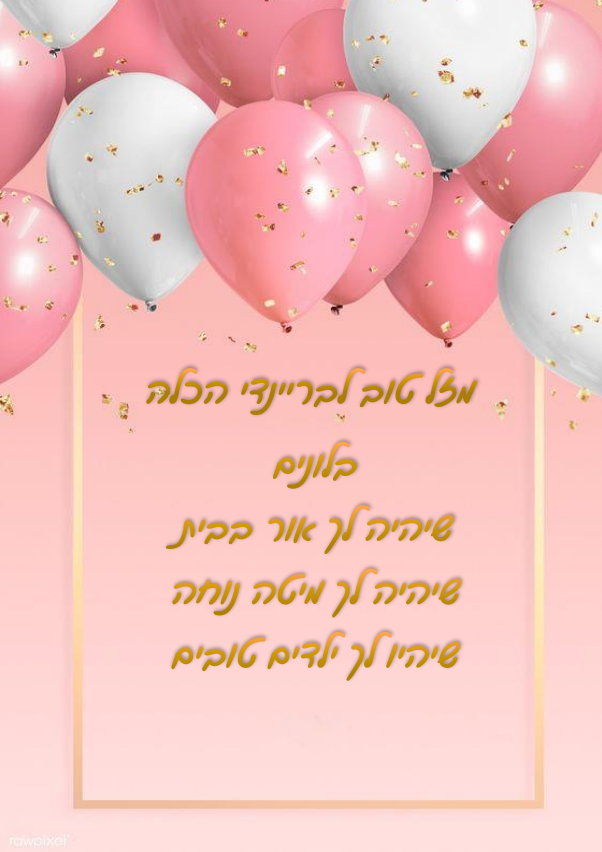 מזל טוב לבריינדי הכלה
בלונים
שיהיה לך אור בבית
שיהיה לך מיטה נוחה
שיהיו לך ילדים טובים
rawpixel